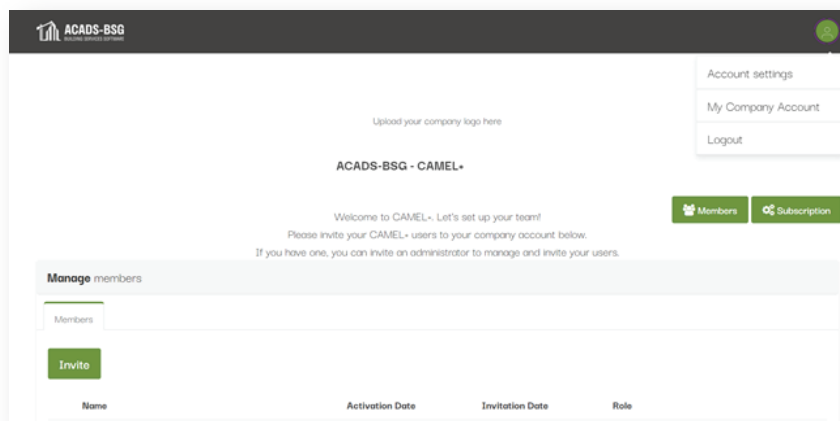 ACADS-BSG
BUILDING SERVICES SOFTWARE
Account settings
My Company Account
Logout
Upload your company logo here
ACADS-BSG - CAMEL+
Members
Subscription
Welcome to CAMEL+. Let's set up your team!
Please invite your CAMEL+ users to your company account below.
If you have one, you can invite an administrator to manage and invite your users.
Manage members
Members
Invite
Name Activation Date Invitation Date Role